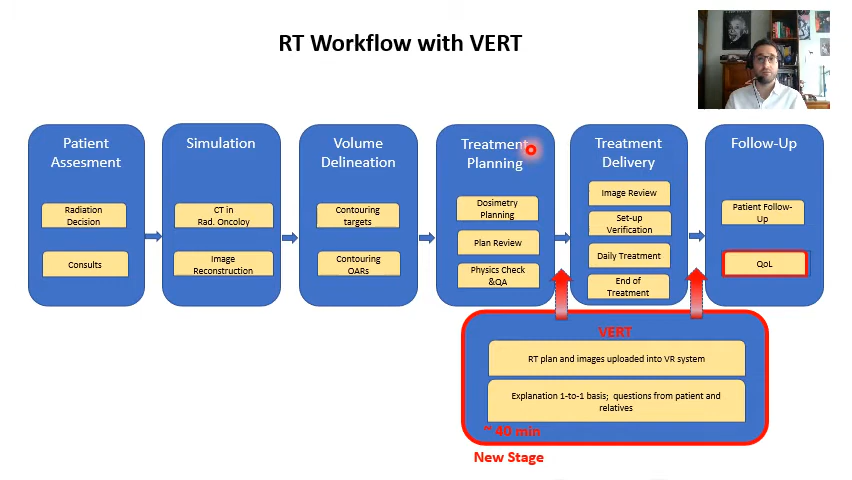 RT Workflow with VERT
Patient
Assesment
Radiation
Decision
Consults
Simulation
CT in
Rad. Oncoloy
Image
Reconstruction
Volume
Delineation
Contouring
targets
Contouring
OARs
Treatment
Planning
Dosimetry
Planning
Plan Review
Physics Check
&QA
Treatment
Delivery
Image Review
Set-up
Verification
Daily Treatment
End of
Treatment
Follow-Up
Patient Follow-
Up
QoL
VERT
RT plan and images uploaded into VR system
Explanation 1-to-1 basis; questions from patient and
relatives
~ 40 min
New Stage